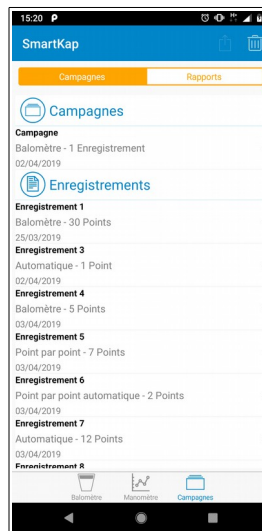 15:20
SmartKap
Campagnes
Rapports
Campagnes
Campagne
Balomètre - 1 Enregistrement
02/04/2019
Enregistrements
Enregistrement 1
Balomètre - 30 Points
25/03/2019
Enregistrement 3
Automatique - 1 Point
02/04/2019
Enregistrement 4
Balomètre - 5 Points
03/04/2019
Enregistrement 5
Point par point - 7 Points
03/04/2019
Enregistrement 6
Point par point automatique - 2 Points
03/04/2019
Enregistrement 7
Automatique - 12 Points
03/04/2019
Enregistrement 8
Balomètre
Manomètre
Campagnes